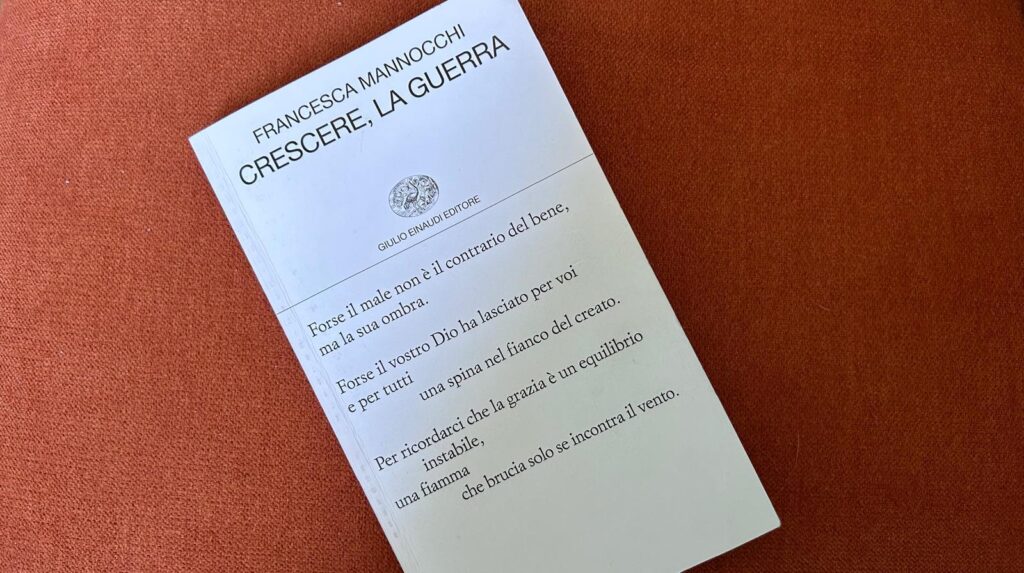 FRANCESCA MANNOCCHI
CRESCERE, LA GUERRA
GIULIO EINAUDI EDITORE
Forse il male non è il contrario del bene,
ma la sua ombra.
Forse il vostro Dio ha lasciato per voi
e per tutti
una spina nel fianco del creato.
Per ricordarci che la grazia è un equilibrio
instabile,
una fiamma
che brucia solo se incontra il vento.